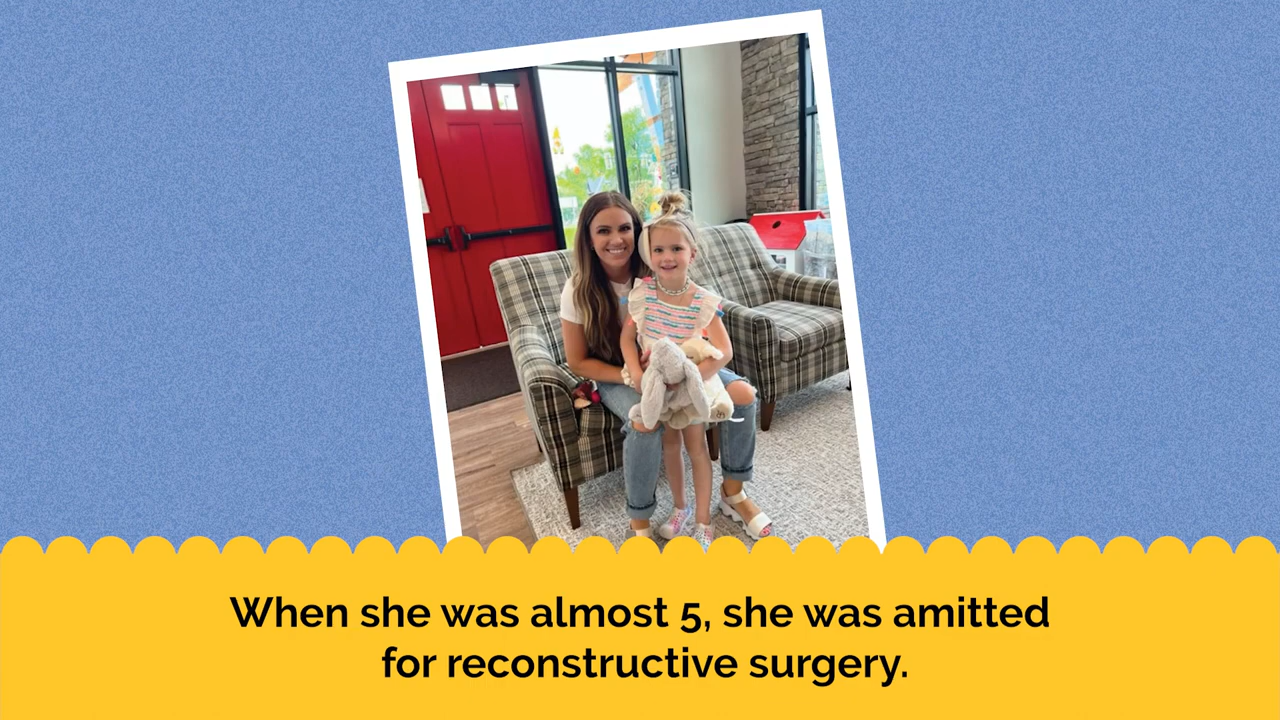 When she was almost 5, she was amitted
for reconstructive surgery.